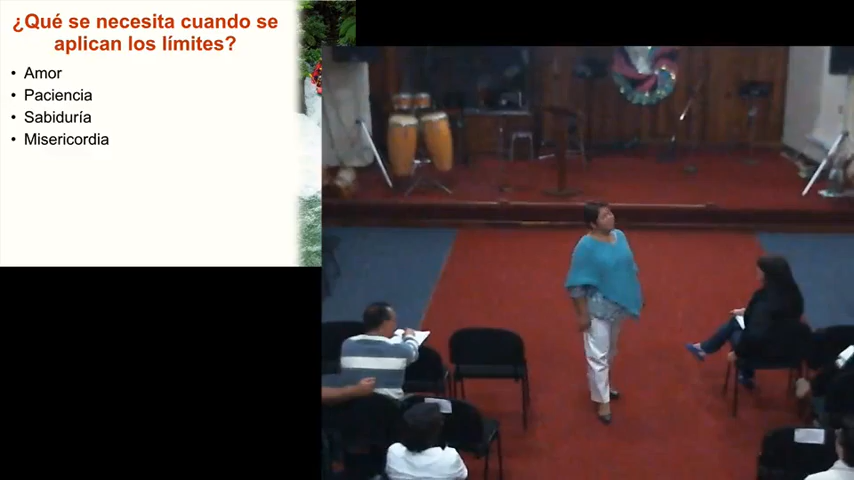 ¿Qué se necesita cuando se
aplican los límites?
• Amor
• Paciencia
• Sabiduría
• Misericordia